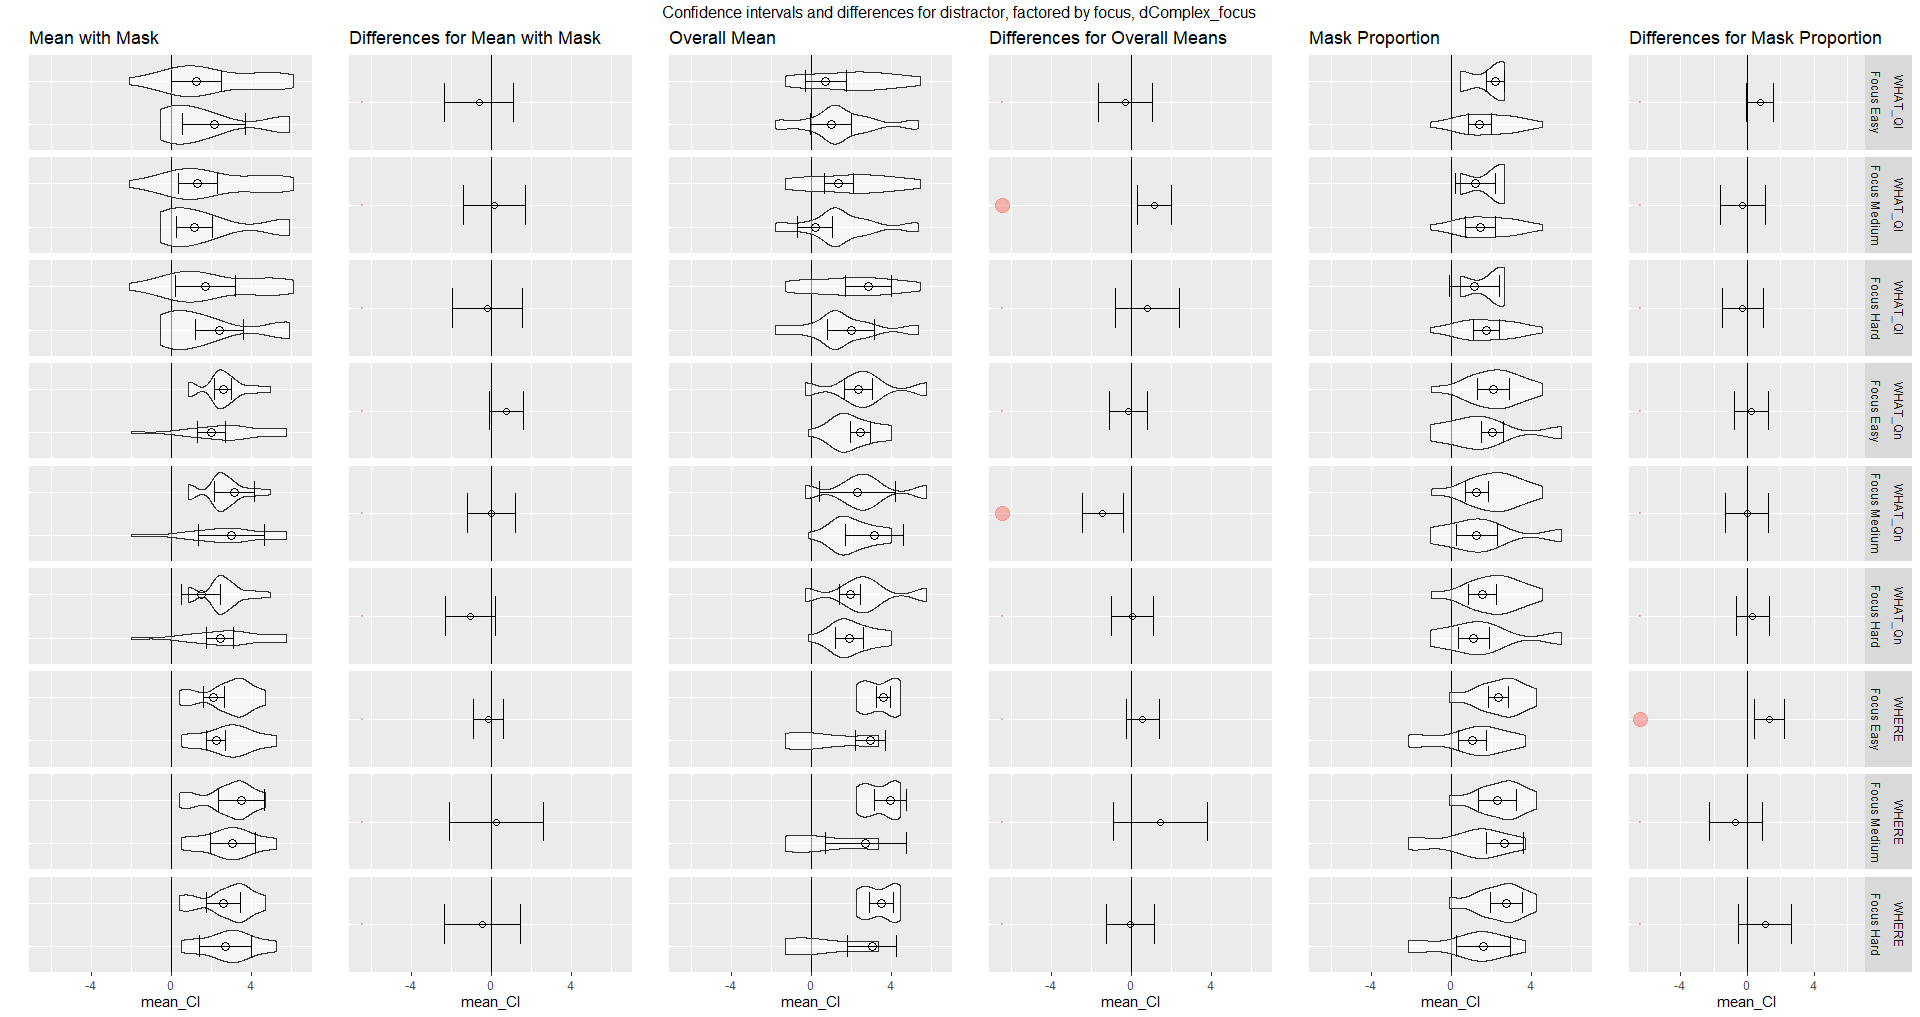 Confidence intervals and differences for distractor, factored by focus, dComplex_focus
Mean with Mask
Differences for Mean with Mask
Overall Mean
Differences for Overall Means
Mask Proportion
Differences for Mask Proportion
WHAT_Ql
Focus Easy
WHAT_Ql
Focus Medium
WHAT_Ql
Focus Hard
WHAT_Qn
Focus Easy
WHAT_Qn
Focus Medium
WHAT_Qn
Focus Hard
WHERE
Focus Easy
WHERE
Focus Medium
WHERE
Focus Hard
-4 0 4
-4 0 4
-4 0 4
-4 0 4
-4 0 4
-4 0 4
mean_CI
mean_CI
mean_CI
mean_CI
mean_CI
mean_CI